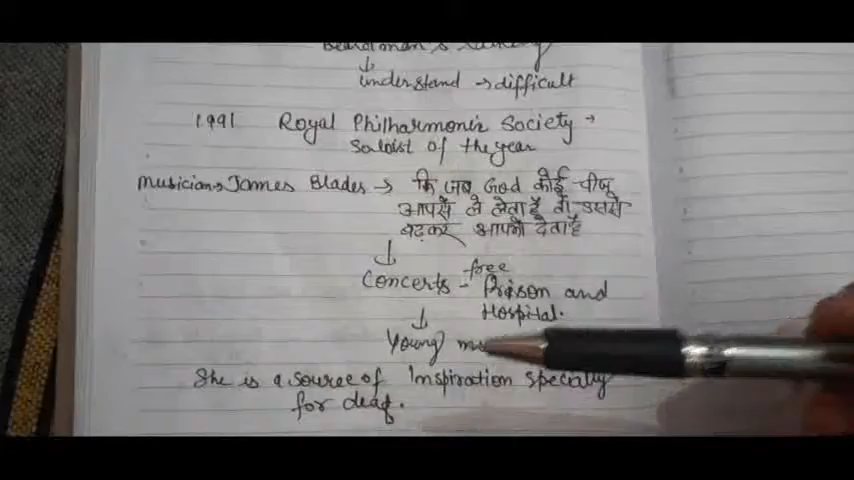 understand → difficult
1991 Royal Philharmonic Society →
Soloist of the year
Musician → James Blades → कि जब God कोई चीज़
आपसे ले लेता है तो उससे
बढ़कर आपको देता है
↓
Concerts - free Prison and
Hospital.
↓
Young
She is a source of Inspiration specially
for deaf.